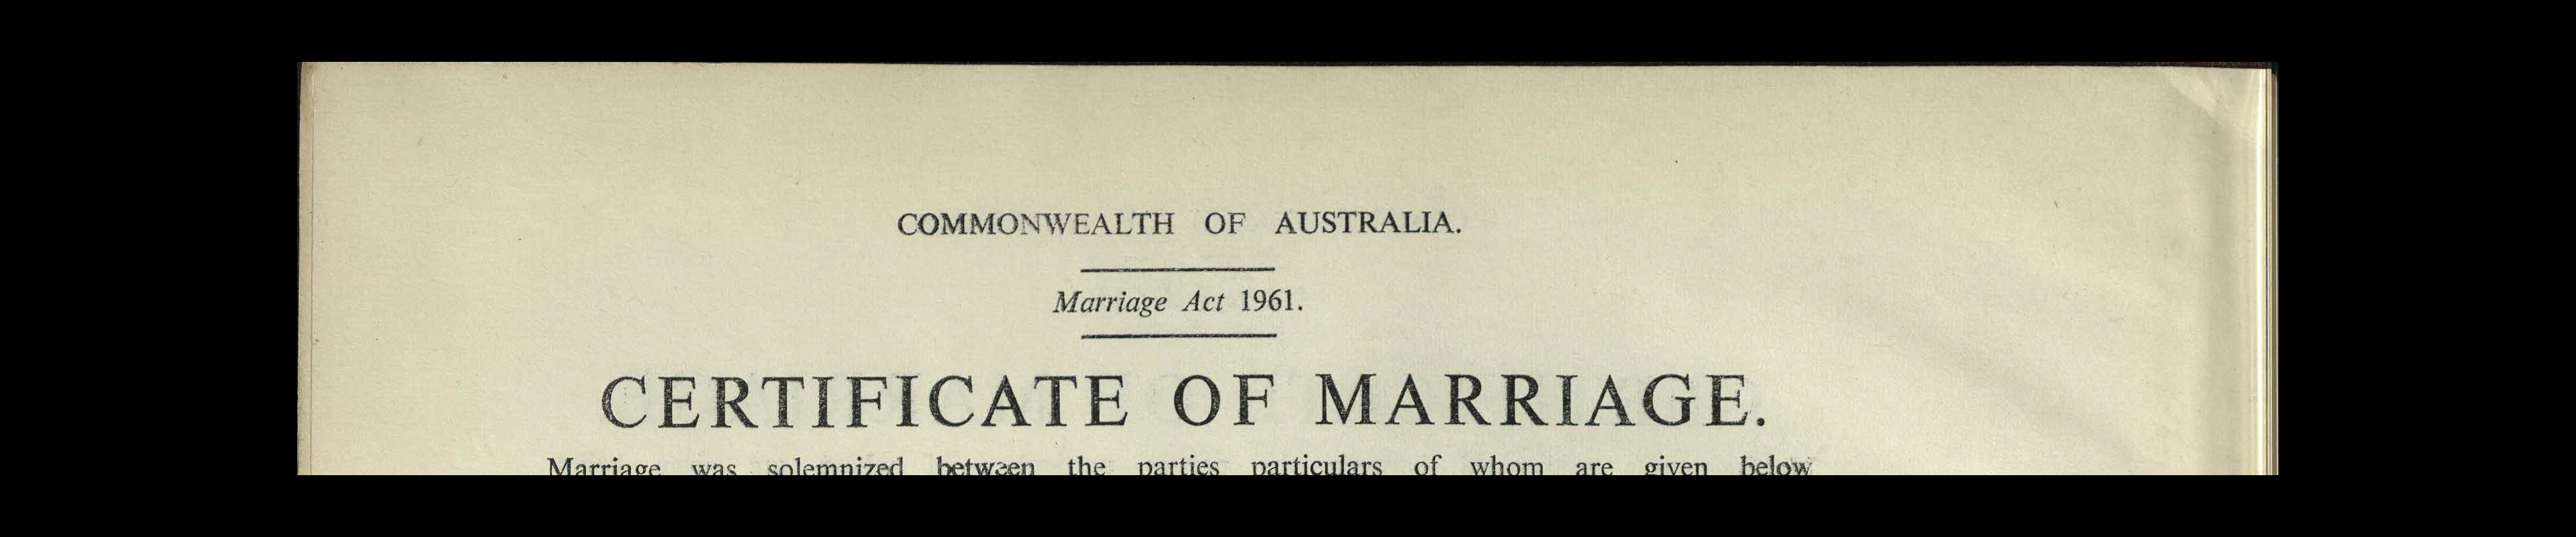 COMMONWEALTH OF AUSTRALIA.
Marriage Act 1961.
CERTIFICATE OF MARRIAGE.
Marriage was solemnized between the parties particulars of whom are given below